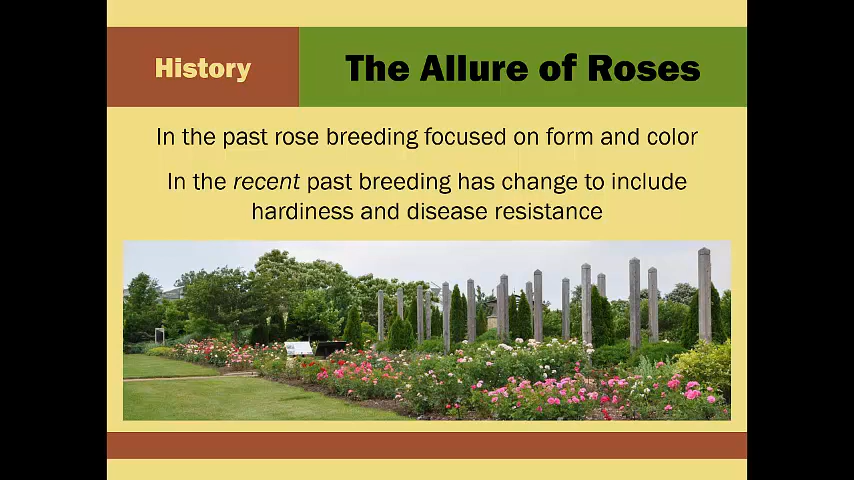 History
The Allure of Roses
In the past rose breeding focused on form and color
In the recent past breeding has change to include
hardiness and disease resistance